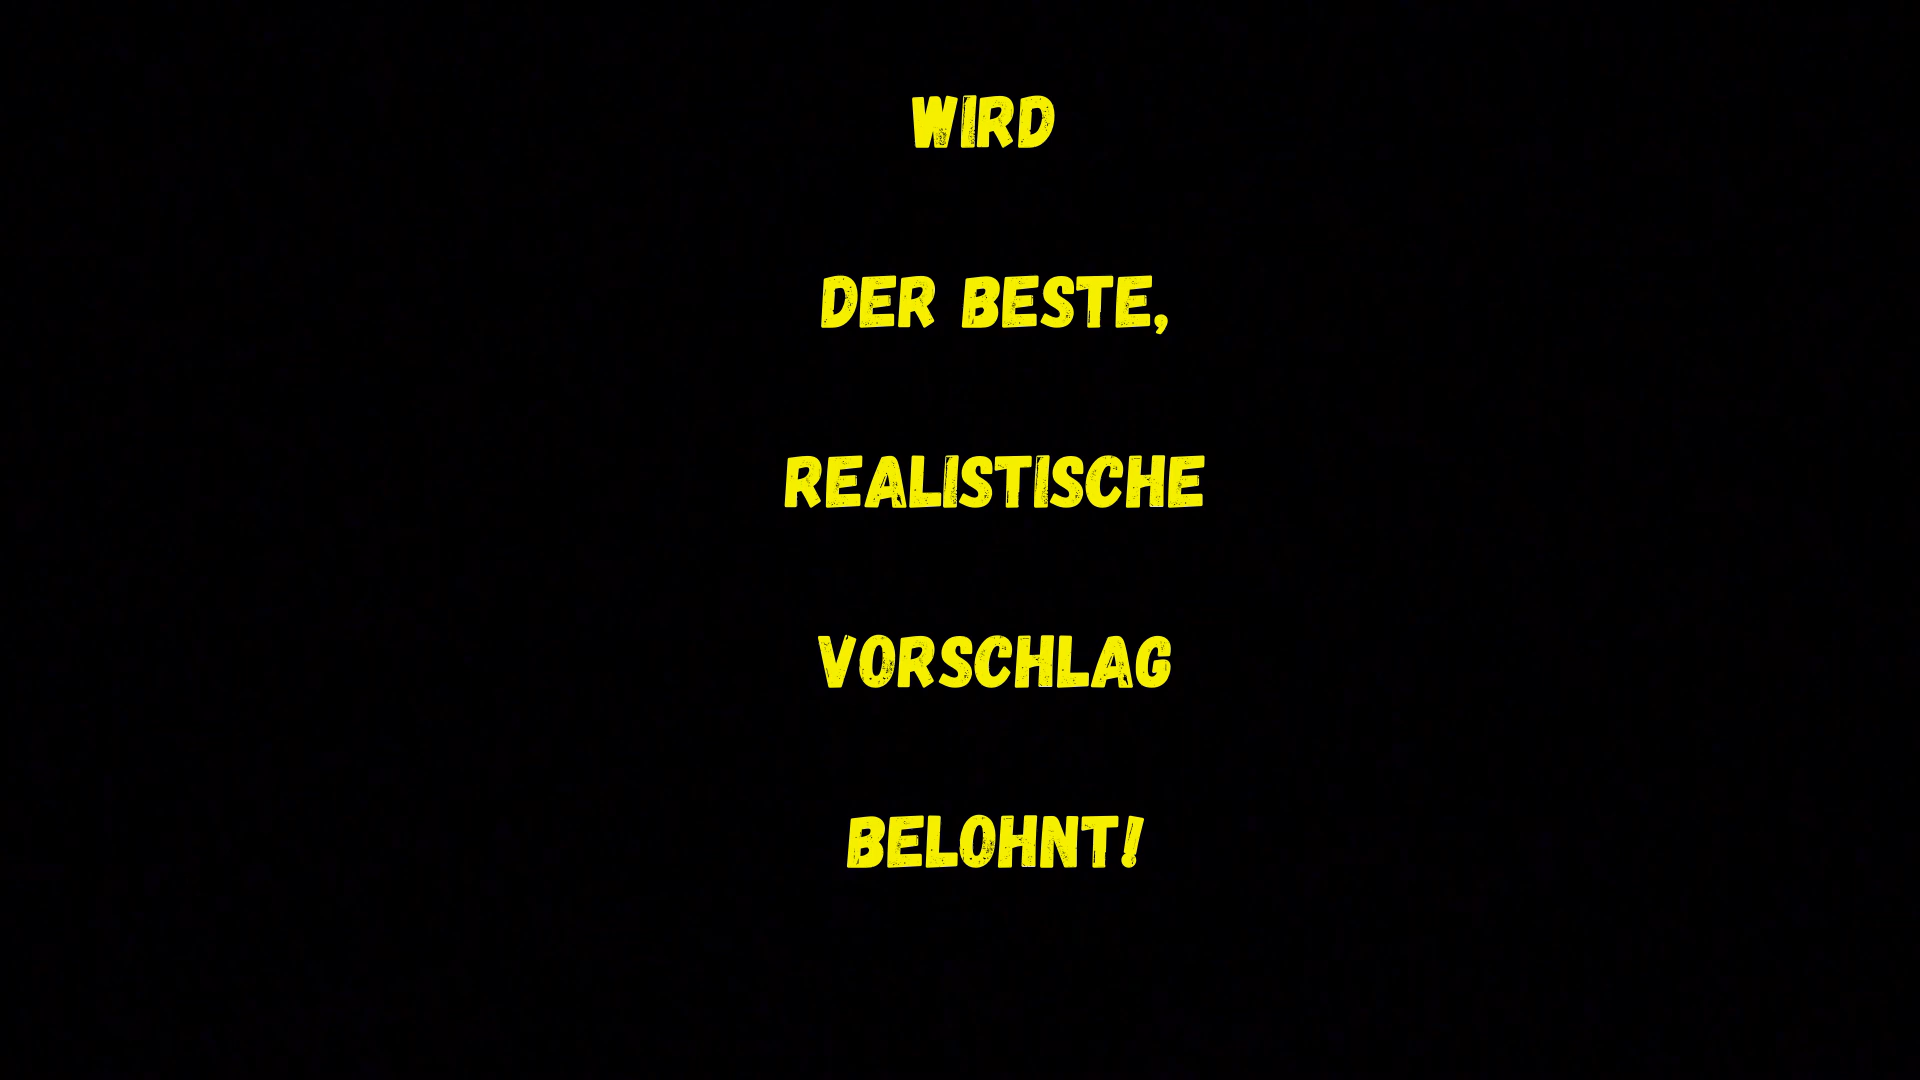 WIRD
DER BESTE,
REALISTISCHE
VORSCHLAG
BELOHNT!